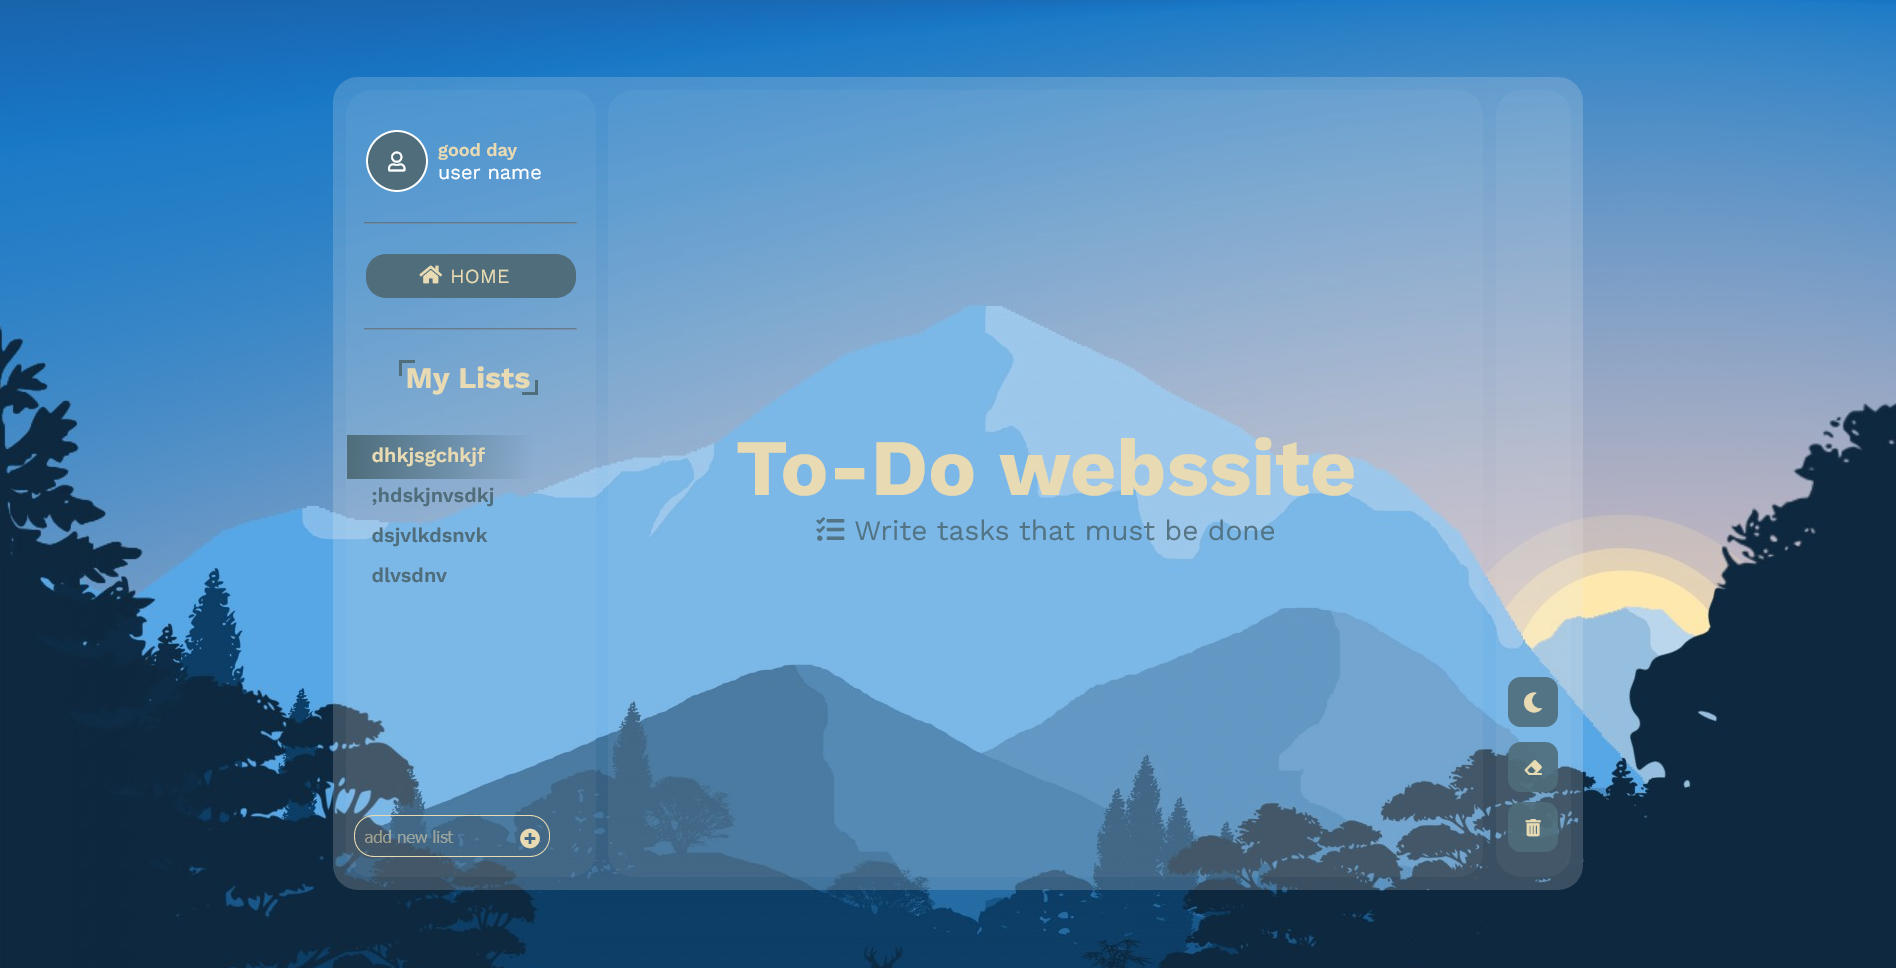 good day
user name
HOME
My Lists
dhkjsgchkjf
;hdskjnvsdkj
dsjvlkdsnvk
dlvsdnv
add new list
To-Do webssite
Write tasks that must be done